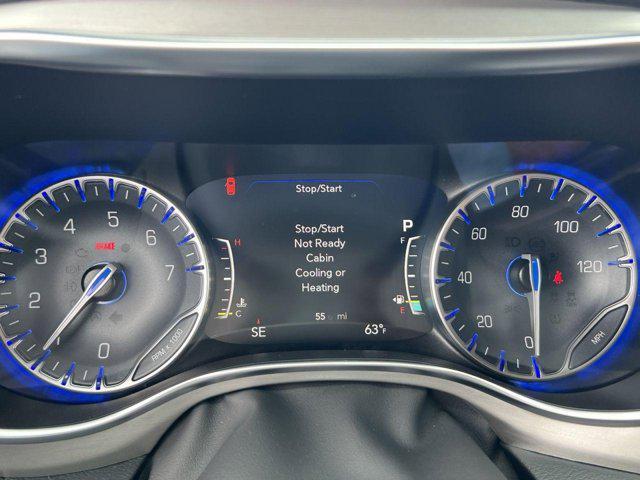 Stop/Start
Stop/Start
Not Ready
Cabin
Cooling or
Heating
P
H
C
F
E
SE
55 mi
63°F
0
2
3
4
5
6
7
BRAKE
RPM x 1000
0
20
40
60
80
100
120
MPH